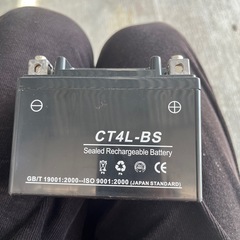 CT4L-BS
Sealed Rechargeable Battery
GB/T 19001:2000--ISO 9001:2000 (JAPAN STANDARD)